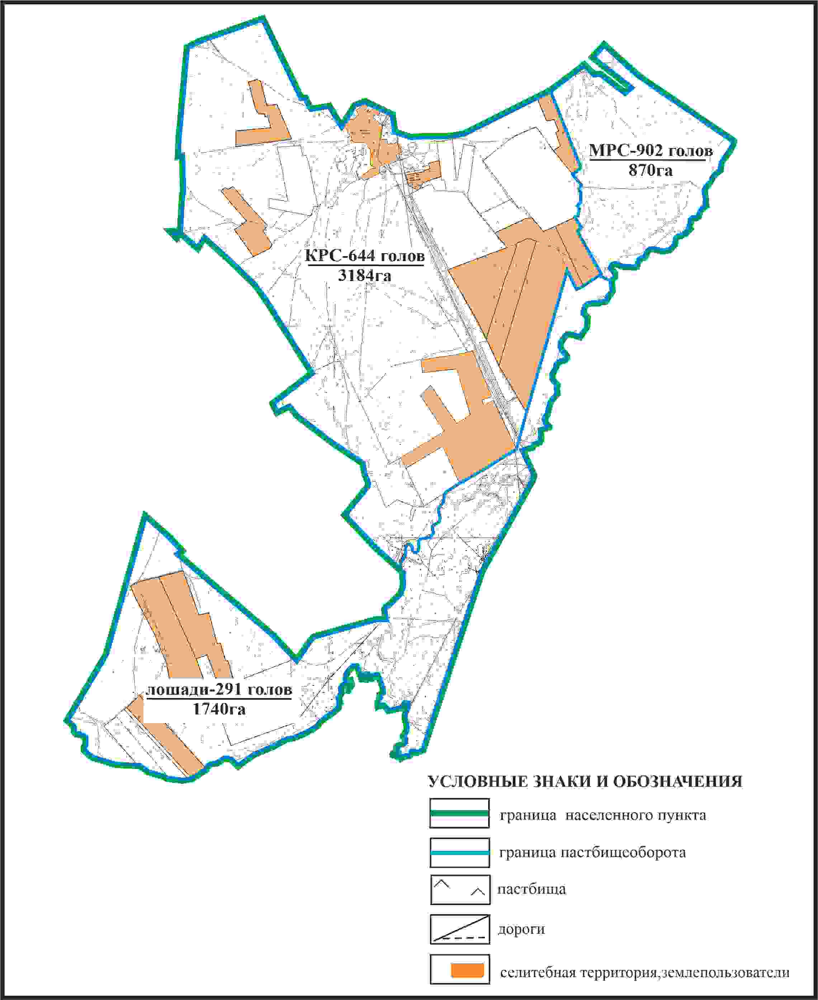 МРС-902 голов
870га
КРС-644 голов
3184га
лошади-291 голов
1740га
УСЛОВНЫЕ ЗНАКИ И ОБОЗНАЧЕНИЯ
граница населенного пункта
граница пастбищеоборота
пастбища
дороги
селитебная территория,землепользователи